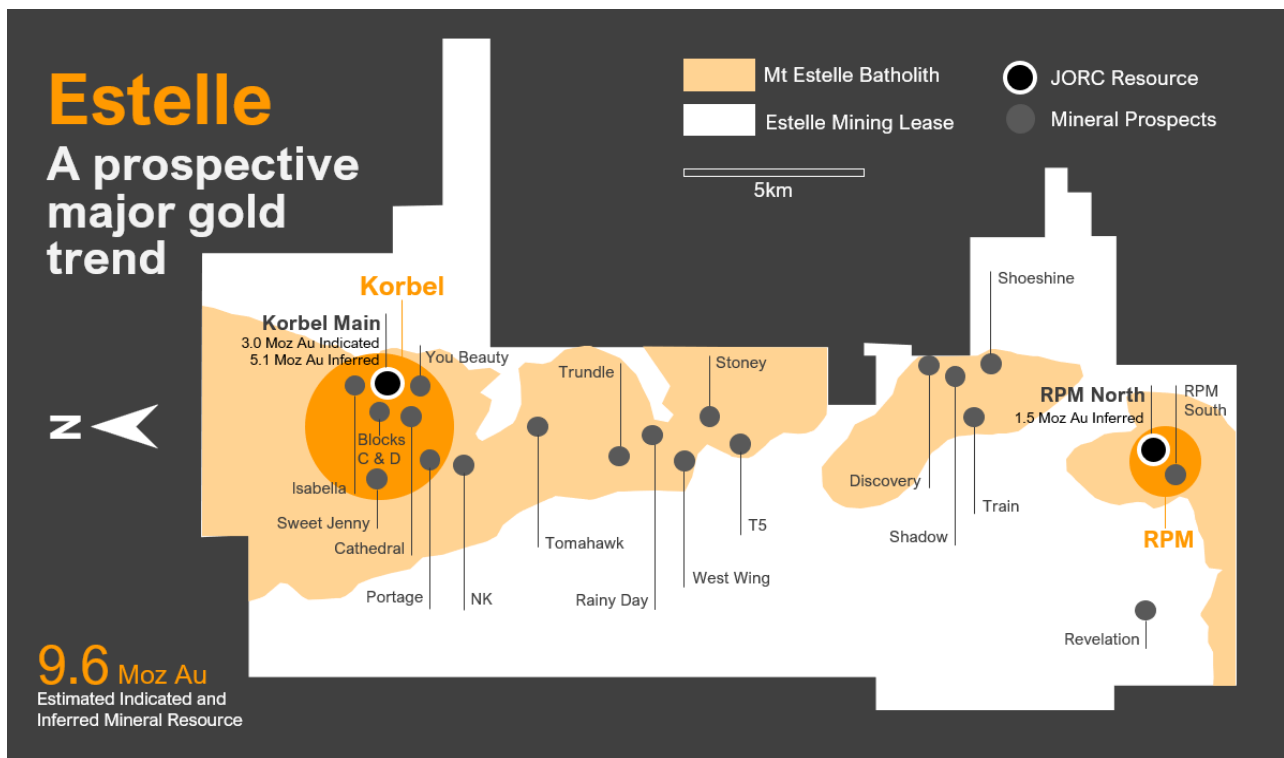 Estelle
A prospective
major gold
trend
Mt Estelle Batholith
Estelle Mining Lease
5km
JORC Resource
Mineral Prospects
N
Korbel
Korbel Main
3.0 Moz Au Indicated
5.1 Moz Au Inferred
You Beauty
Isabella
Blocks
C & D
Sweet Jenny
Cathedral
Portage
NK
Tomahawk
Trundle
Rainy Day
West Wing
Stoney
T5
Shoeshine
Discovery
Shadow
Train
RPM North
1.5 Moz Au Inferred
RPM
South
RPM
Revelation
9.6 Moz Au
Estimated Indicated and
Inferred Mineral Resource